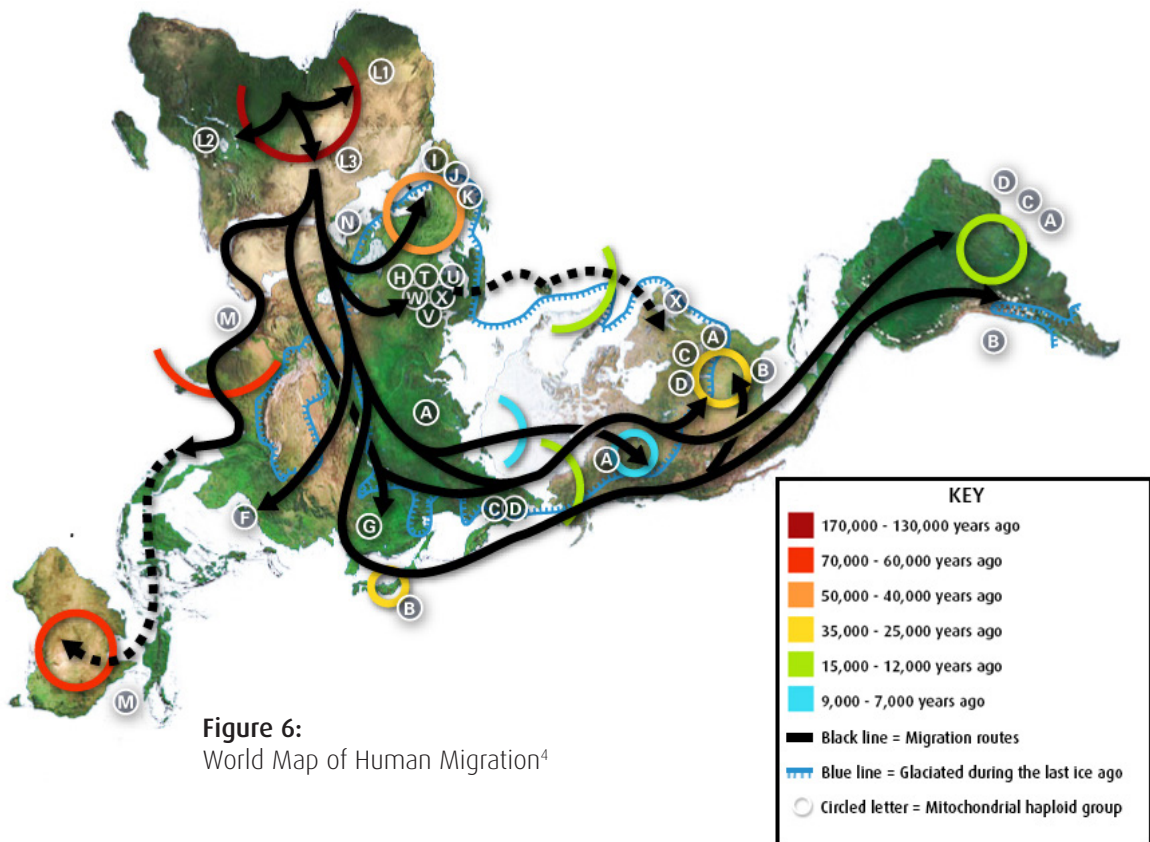 L1
L2
L3
I
J
K
N
H T U
W X
V
M
X
A
C
D
B
D
C
A
B
A
A
C D
F
G
B
M
Figure 6:
World Map of Human Migration4
KEY
170,000 - 130,000 years ago
70,000 - 60,000 years ago
50,000 - 40,000 years ago
35,000 - 25,000 years ago
15,000 - 12,000 years ago
9,000 - 7,000 years ago
Black line = Migration routes
Blue line = Glaciated during the last ice ago
Circled letter = Mitochondrial haploid group